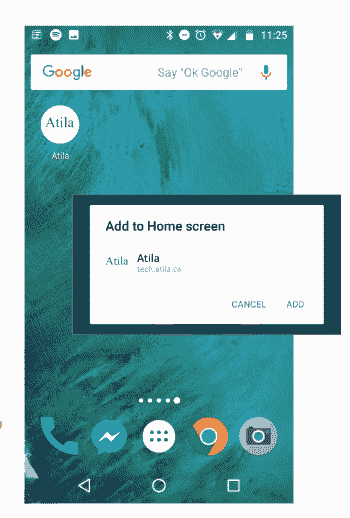 11:25
Google Say "Ok Google"
Atila
Atila
Add to Home screen
Atila Atila
tech.atila.ca
CANCEL ADD